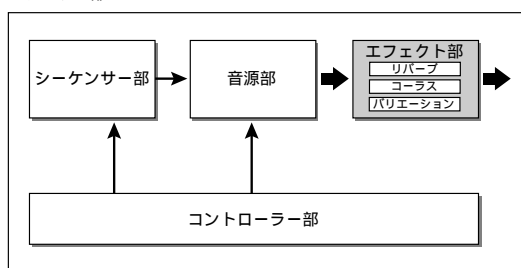 シーケンサー部
音源部
エフェクト部
リバーブ
コーラス
バリエーション
コントローラー部